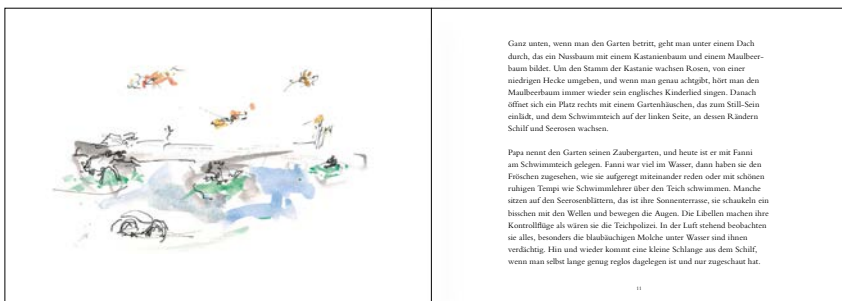 Ganz unten, wenn man den Garten betritt, geht man unter einem Dach
durch, das ein Nussbaum mit einem Kastanienbaum und einem Maulbeer-
baum bildet. Um den Stamm der Kastanie wachsen Rosen, von einer
niedrigen Hecke umgeben, und wenn man genau achtgibt, hört man den
Maulbeerbaum immer wieder sein englisches Kinderlied singen. Danach
öffnet sich ein Platz rechts mit einem Gartenhäuschen, das zum Still-Sein
einlädt, und dem Schwimmteich auf der linken Seite, an dessen Rändern
Schilf und Seerosen wachsen.
Papa nennt den Garten seinen Zaubergarten, und heute ist er mit Fanni
am Schwimmteich gelegen. Fanni war viel im Wasser, dann haben sie den
Fröschen zugesehen, wie sie aufgeregt miteinander reden oder mit schönen
ruhigen Tempi wie Schwimmlehrer über den Teich schwimmen. Manche
sitzen auf den Seerosenblättern, das ist ihre Sonnenterrasse, sie schaukeln ein
bisschen mit den Wellen und bewegen die Augen. Die Libellen machen ihre
Kontrollflüge als wären sie die Teichpolizei. In der Luft stehend beobachten
sie alles, besonders die blaubäuchigen Molche unter Wasser sind ihnen
verdächtig. Hin und wieder kommt eine kleine Schlange aus dem Schilf,
wenn man selbst lange genug reglos dagelegen ist und nur zugeschaut hat.
11